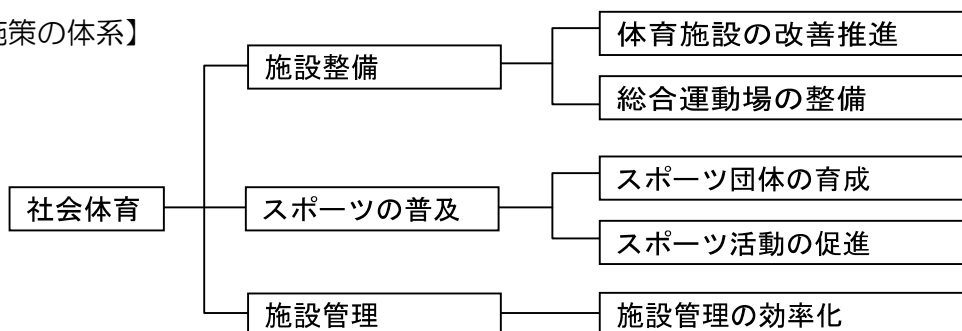 施策の体系】
体育施設の改善推進
施設整備
総合運動場の整備
スポーツ団体の育成
社会体育
スポーツの普及
スポーツ活動の促進
施設管理
施設管理の効率化